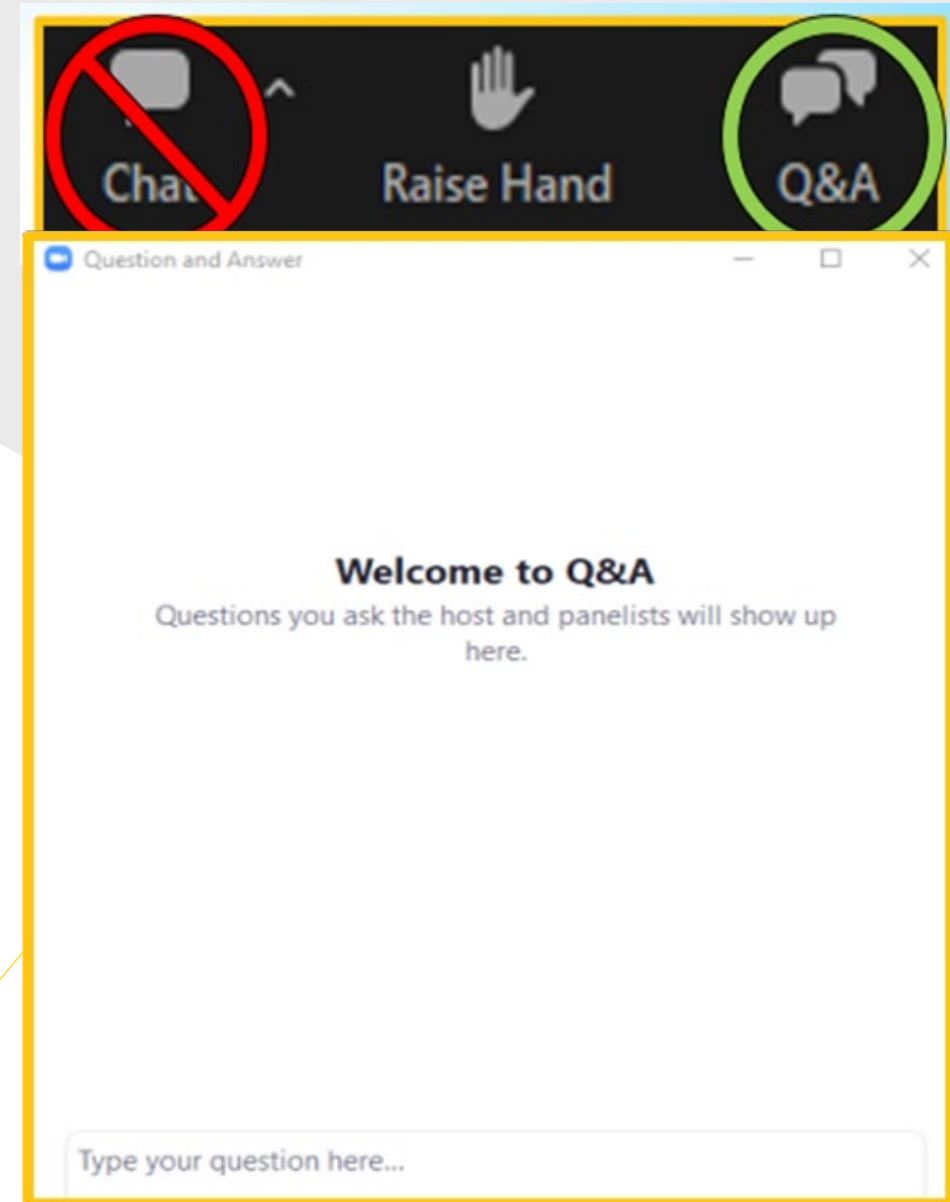 Chat
Raise Hand
Q&A
Question and Answer
Welcome to Q&A
Questions you ask the host and panelists will show up
here.
Type your question here...